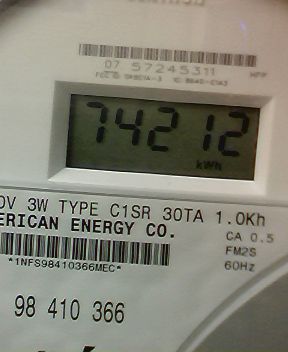 07 57245311
74212
kWh
3W TYPE C1SR 30TA 1.0Kh
ERICAN ENERGY CO.
CA 0.5
FM2S
60Hz
*1NFS98410366MEC*
98 410 366